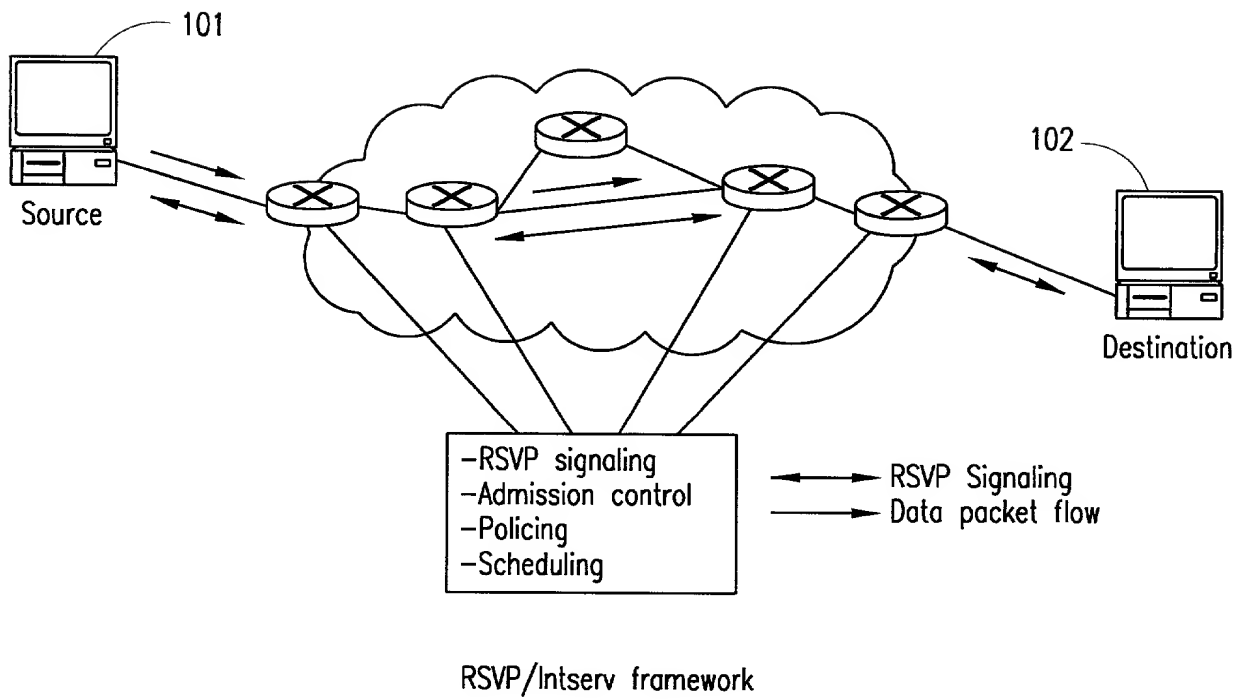 101
Source
102
Destination
-RSVP signaling
-Admission control
-Policing
-Scheduling
RSVP Signaling
Data packet flow
RSVP/Intserv framework